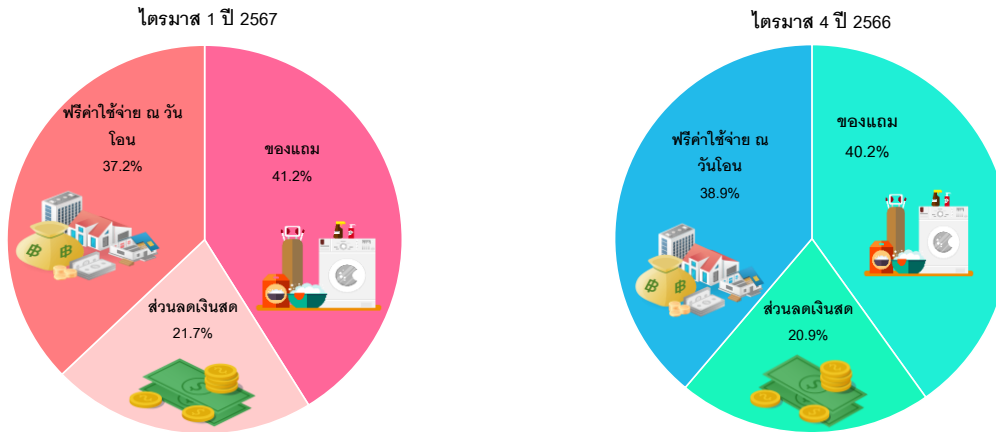 ไตรมาส 1 ปี 2567
ฟรีค่าใช้จ่าย ณ วัน
โอน
37.2%
ของแถม
41.2%
ส่วนลดเงินสด
21.7%
ไตรมาส 4 ปี 2566
ฟรีค่าใช้จ่าย ณ
วันโอน
38.9%
ของแถม
40.2%
ส่วนลดเงินสด
20.9%